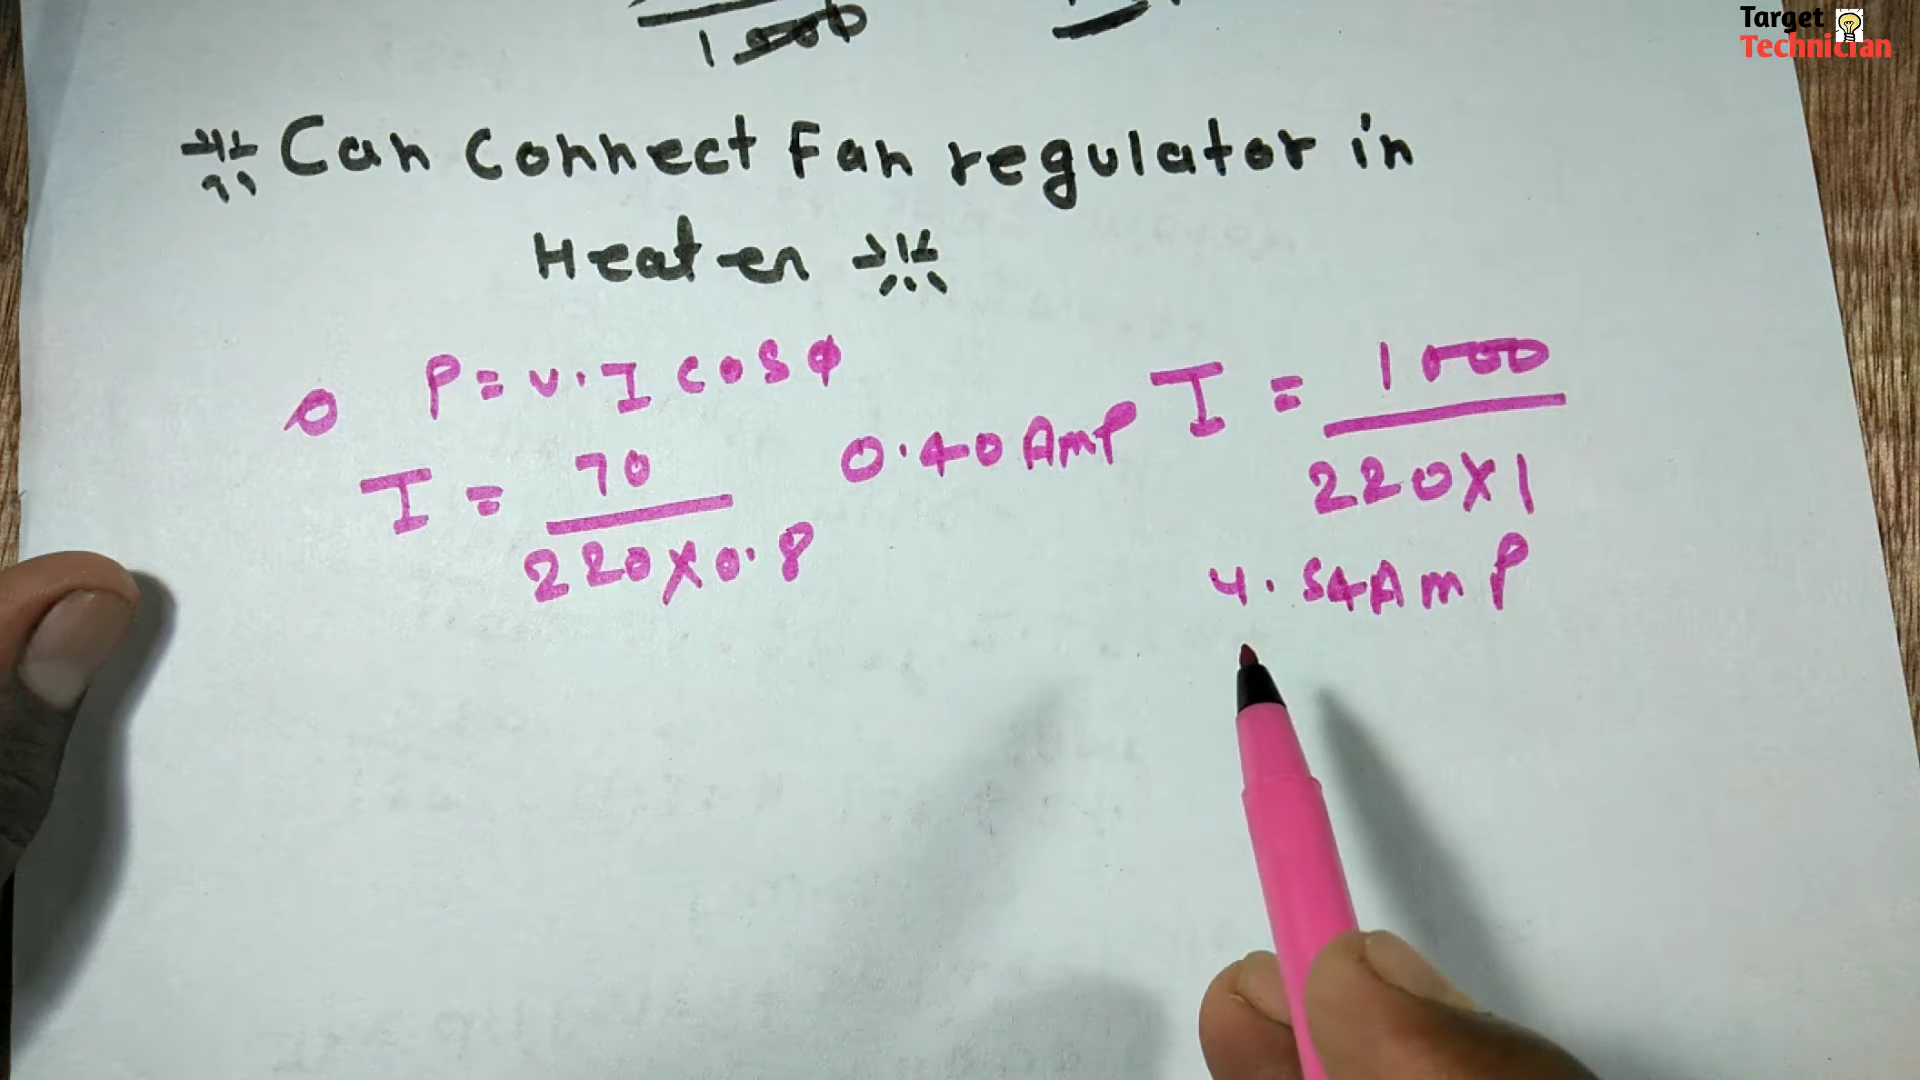 Target
Technician
1000
Can Connect Fan regulator in
Heater
P = V. I cos φ
I = 70
220 X 0.8
0.40 AmP
I = 1000
220 X 1
4.54 AmP